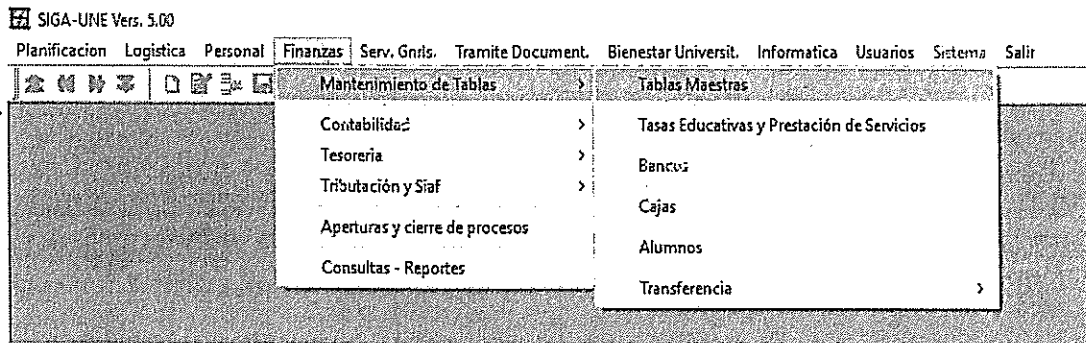 SIGA-UNE Vers. 5.00
Planificacion Logistica Personal Finanzas Serv. Gnrls. Tramite Document. Bienestar Universit. Informatica Usuarios Sistema Salir
Mantenimiento de Tablas >
Contabilidad >
Tesoreria >
Tributación y Siaf >
Aperturas y cierre de procesos
Consultas - Reportes
Tablas Maestras
Tasas Educativas y Prestación de Servicios
Bancos
Cajas
Alumnos
Transferencia >